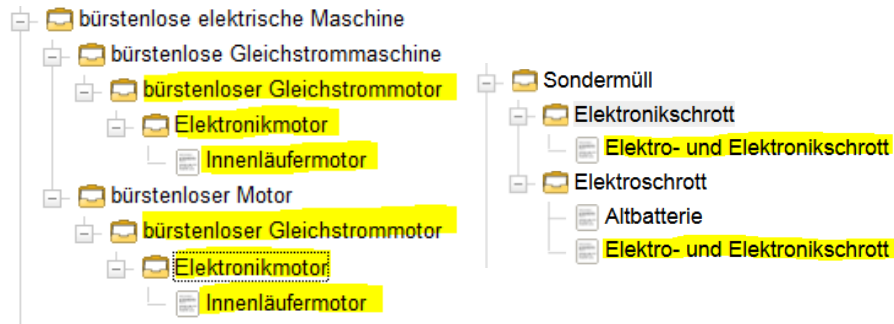 bürstenlose elektrische Maschine
bürstenlose Gleichstrommaschine
bürstenloser Gleichstrommotor
Elektronikmotor
Innenläufermotor
bürstenloser Motor
bürstenloser Gleichstrommotor
Elektronikmotor
Innenläufermotor
Sondermüll
Elektronikschrott
Elektro- und Elektronikschrott
Elektroschrott
Altbatterie
Elektro- und Elektronikschrott